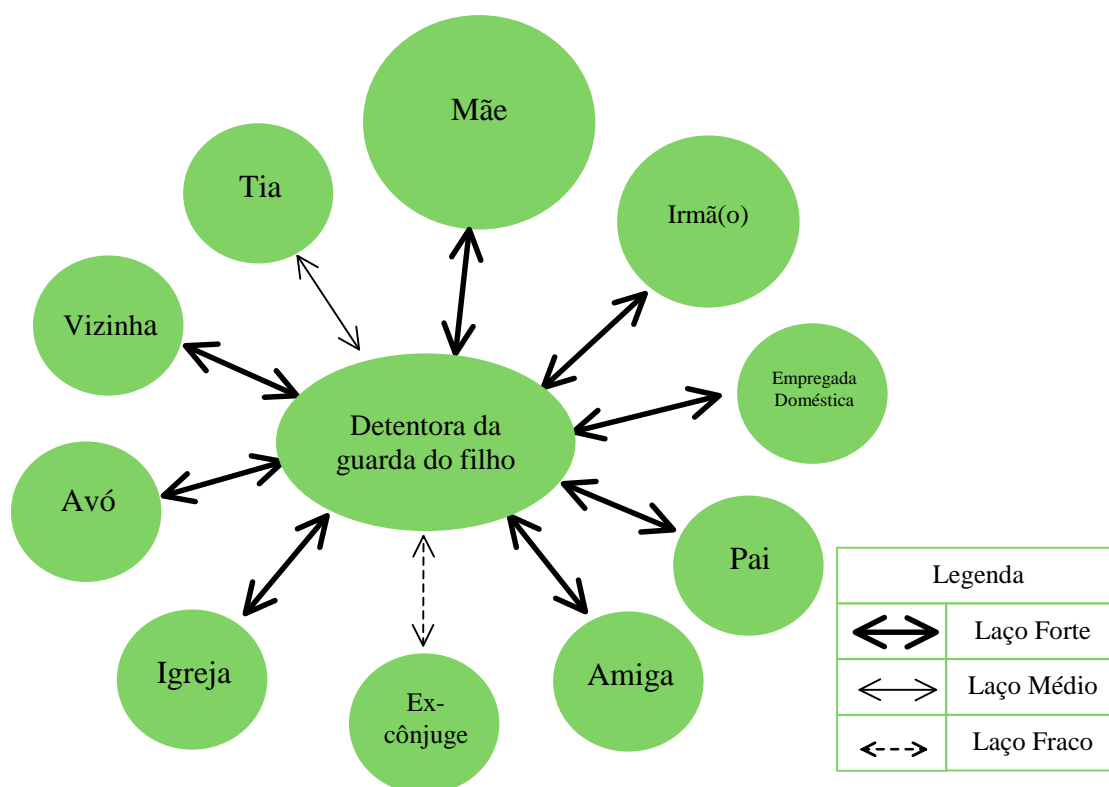 Mãe
Tia
Irmã(o)
Vizinha
Empregada
Doméstica
Detentora da
guarda do filho
Avó
Pai
Igreja
Amiga
Ex-
cônjuge
Legenda
Laço Forte
Laço Médio
Laço Fraco